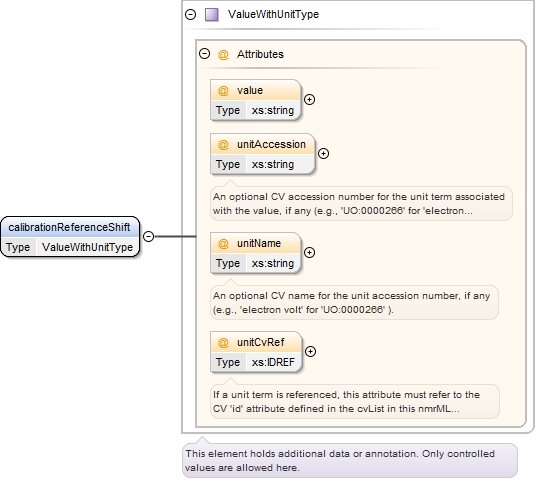 ValueWithUnitType
@ Attributes
@ value
Type xs:string
@ unitAccession
Type xs:string
An optional CV accession number for the unit term associated
with the value, if any (e.g., 'UO:0000266' for 'electron...
calibrationReferenceShift
Type ValueWithUnitType
@ unitName
Type xs:string
An optional CV name for the unit accession number, if any
(e.g., 'electron volt' for 'UO:0000266' ).
@ unitCvRef
Type xs:IDREF
If a unit term is referenced, this attribute must refer to the
CV 'id' attribute defined in the cvList in this nmrML...
This element holds additional data or annotation. Only controlled
values are allowed here.